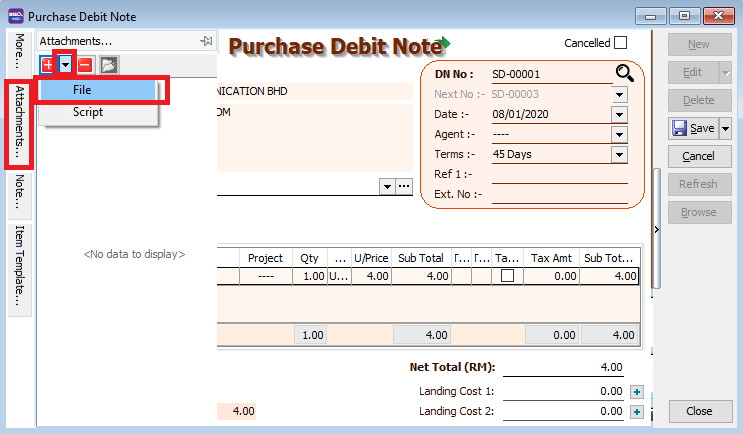 Purchase Debit Note
More...
Attachments...
Note...
Item Template...
Attachments...
File
Script
<No data to display>
Purchase Debit Note
Cancelled
NICATION BHD
OM
DN No : SD-00001
Next No :- SD-00003
Date :- 08/01/2020
Agent :- ----
Terms :- 45 Days
Ref 1 :-
Ext. No :-
Project Qty ... U/Price Sub Total T... T... Ta... Tax Amt Sub Tot...
---- 1.00 U... 4.00 4.00 0.00 4.00
1.00 4.00 0.00 4.00
Net Total (RM): 4.00
Landing Cost 1: 0.00
4.00 Landing Cost 2: 0.00
New
Edit
Delete
Save
Cancel
Refresh
Browse
Close